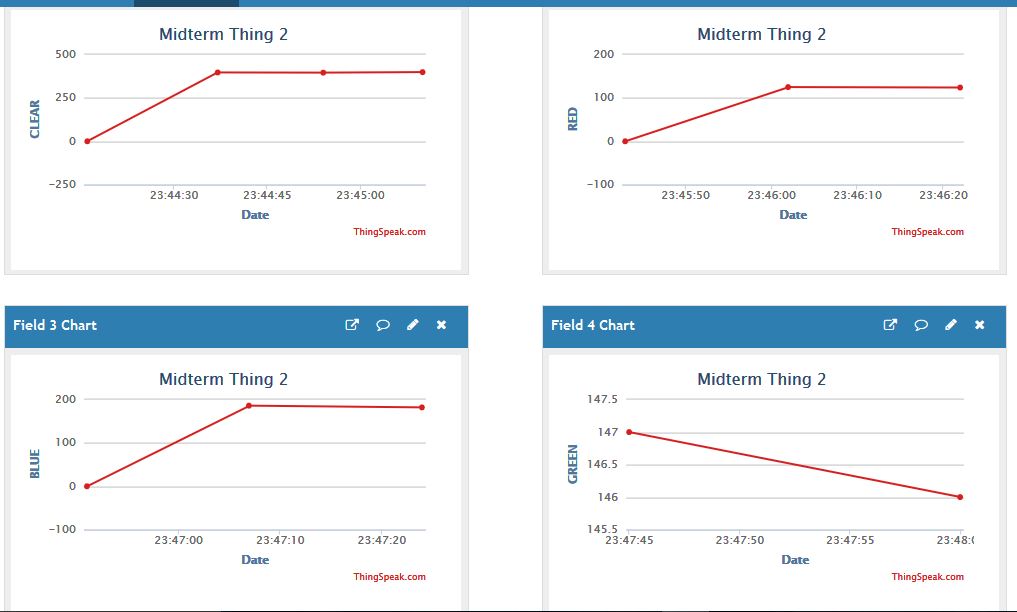 Midterm Thing 2
500
250
0
−250
CLEAR
23:44:30 23:44:45 23:45:00
Date
ThingSpeak.com
Midterm Thing 2
200
100
0
−100
RED
23:45:50 23:46:00 23:46:10 23:46:20
Date
ThingSpeak.com
Field 3 Chart
Midterm Thing 2
200
100
0
−100
BLUE
23:47:00 23:47:10 23:47:20
Date
ThingSpeak.com
Field 4 Chart
Midterm Thing 2
147.5
147
146.5
146
145.5
GREEN
23:47:45 23:47:50 23:47:55
Date
ThingSpeak.com